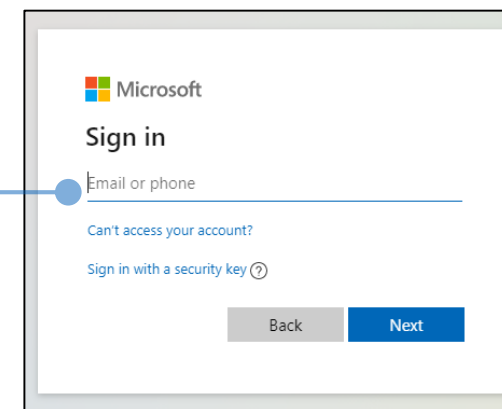 Microsoft
Sign in
Email or phone
Can't access your account?
Sign in with a security key
Back Next